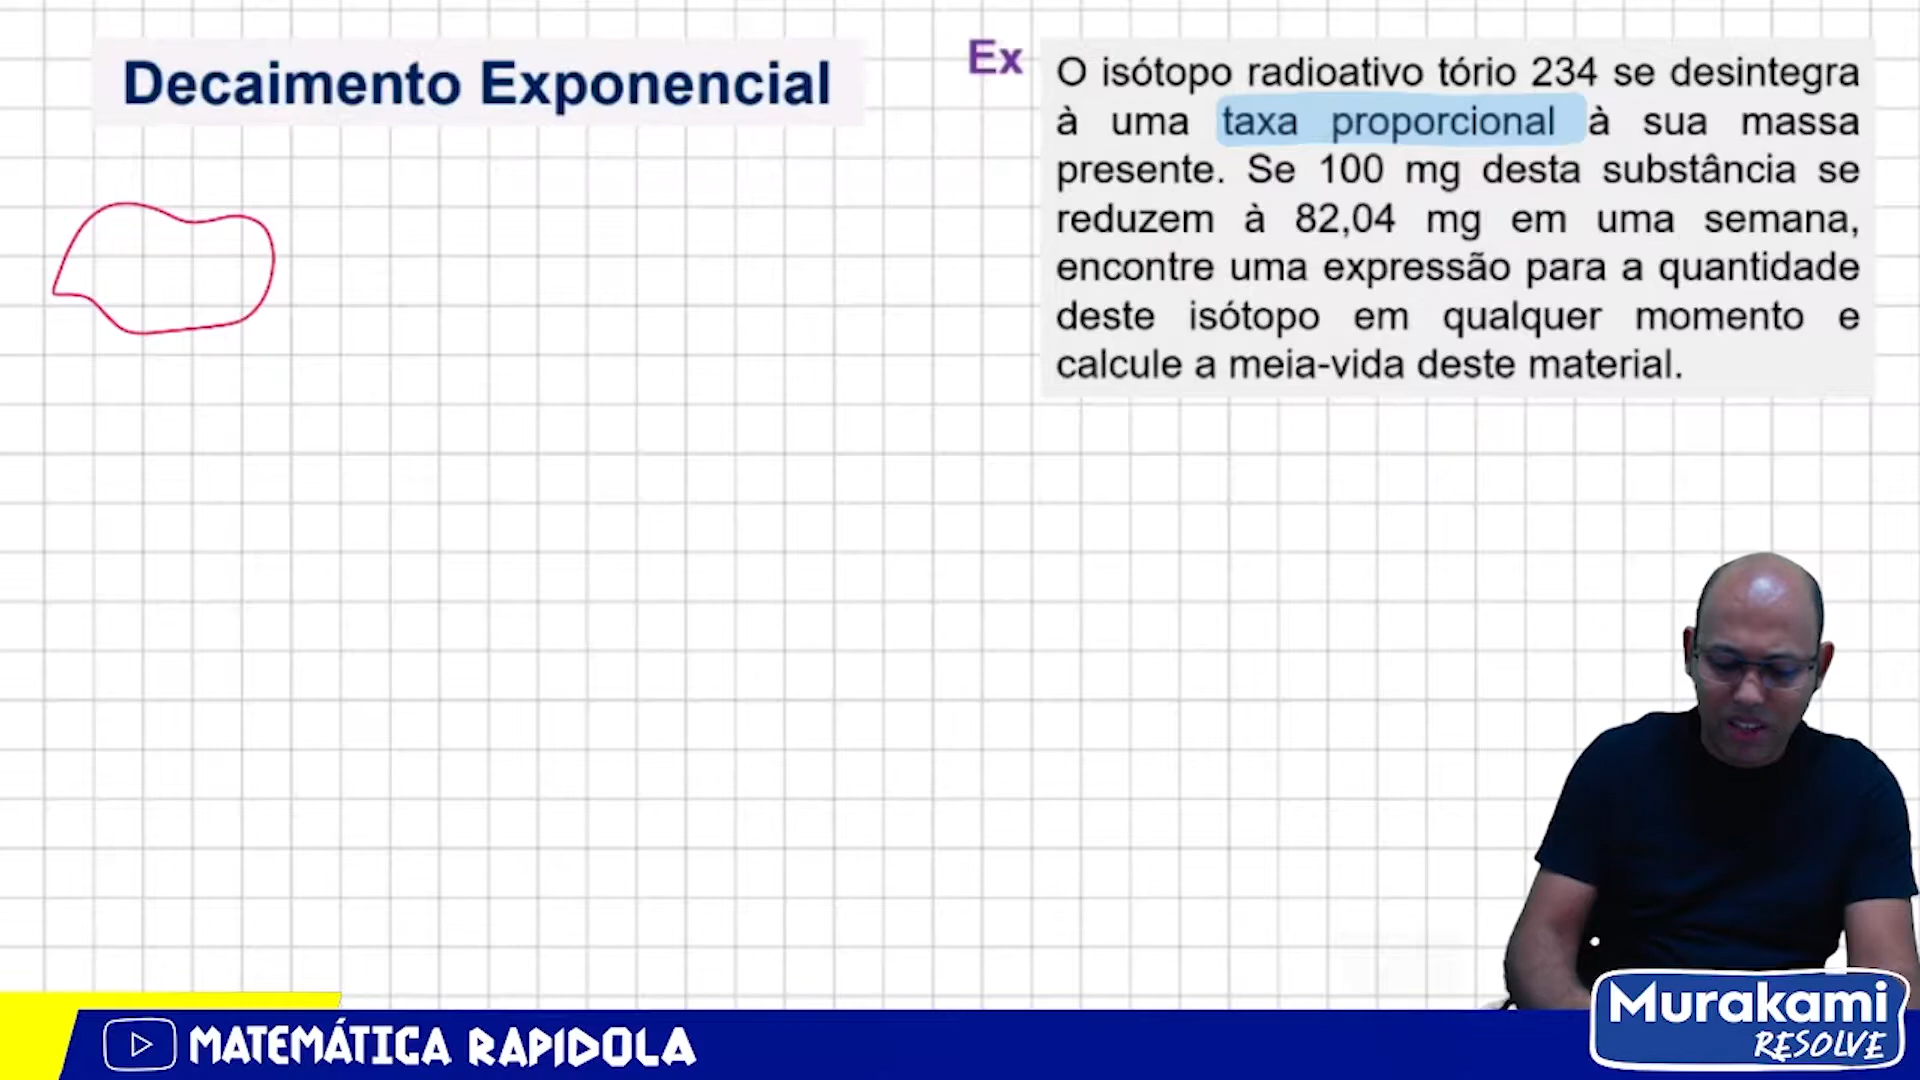 Decaimento Exponencial
Ex
O isótopo radioativo tório 234 se desintegra
à uma taxa proporcional à sua massa
presente. Se 100 mg desta substância se
reduzem à 82,04 mg em uma semana,
encontre uma expressão para a quantidade
deste isótopo em qualquer momento e
calcule a meia-vida deste material.
MATEMÁTICA RAPIDOLA
Murakami
RESOLVE